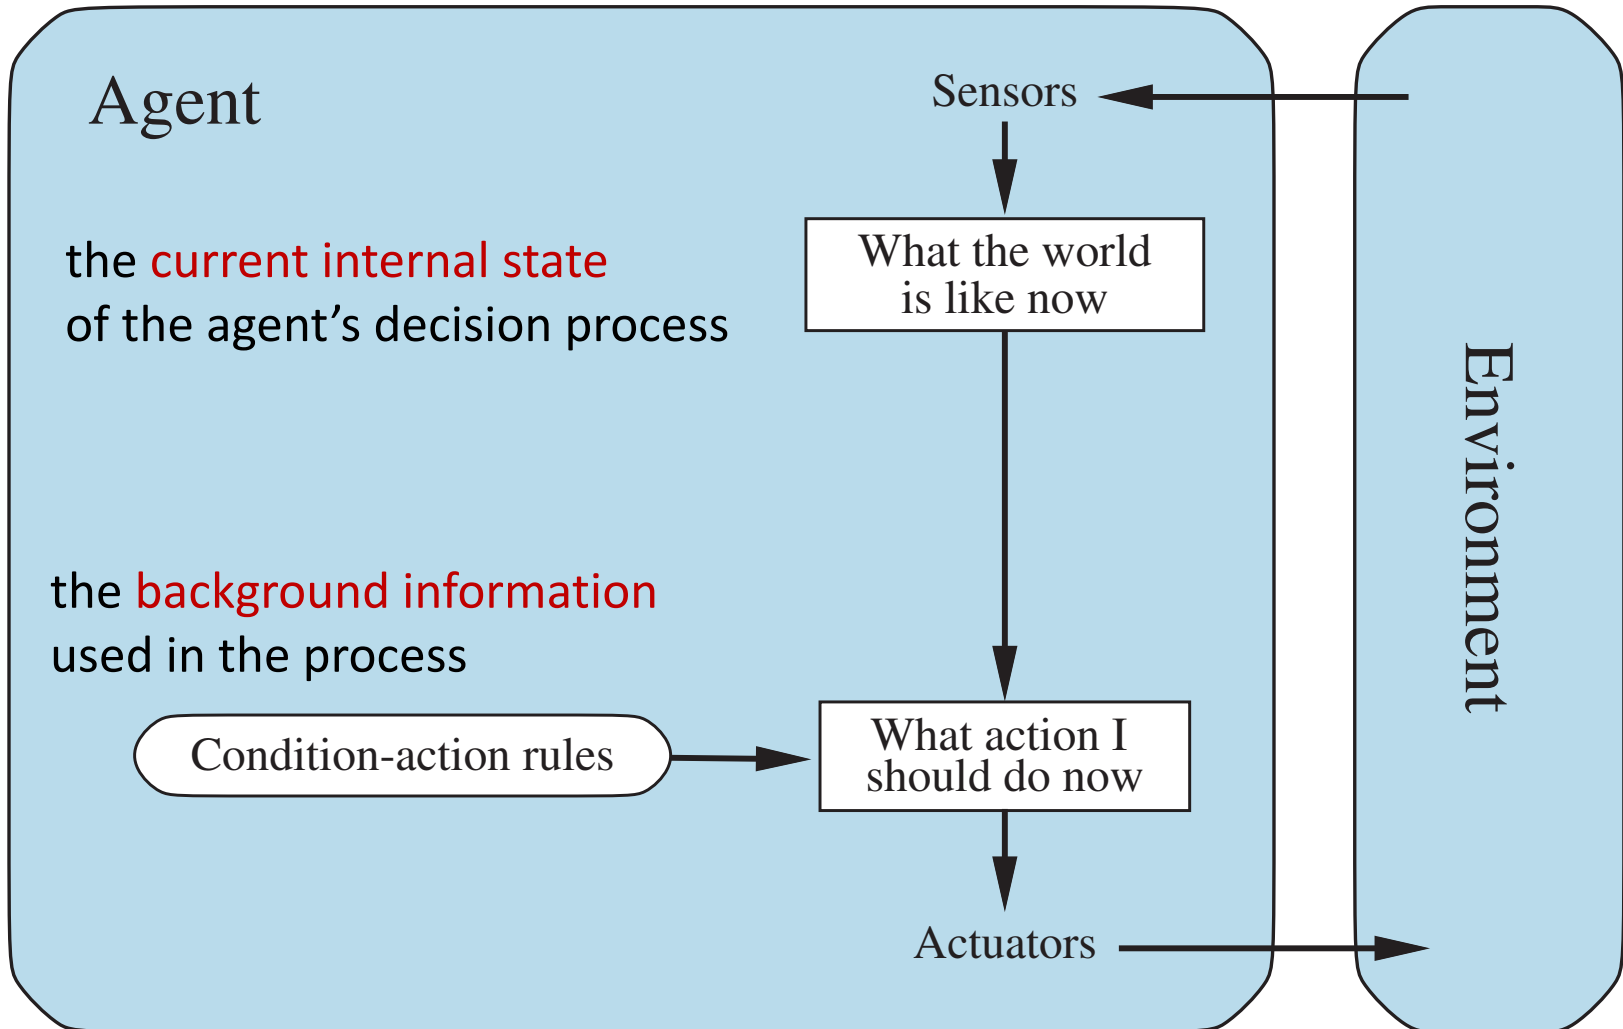 Agent
Sensors
the current internal state
of the agent’s decision process
What the world
is like now
Environment
the background information
used in the process
Condition-action rules
What action I
should do now
Actuators